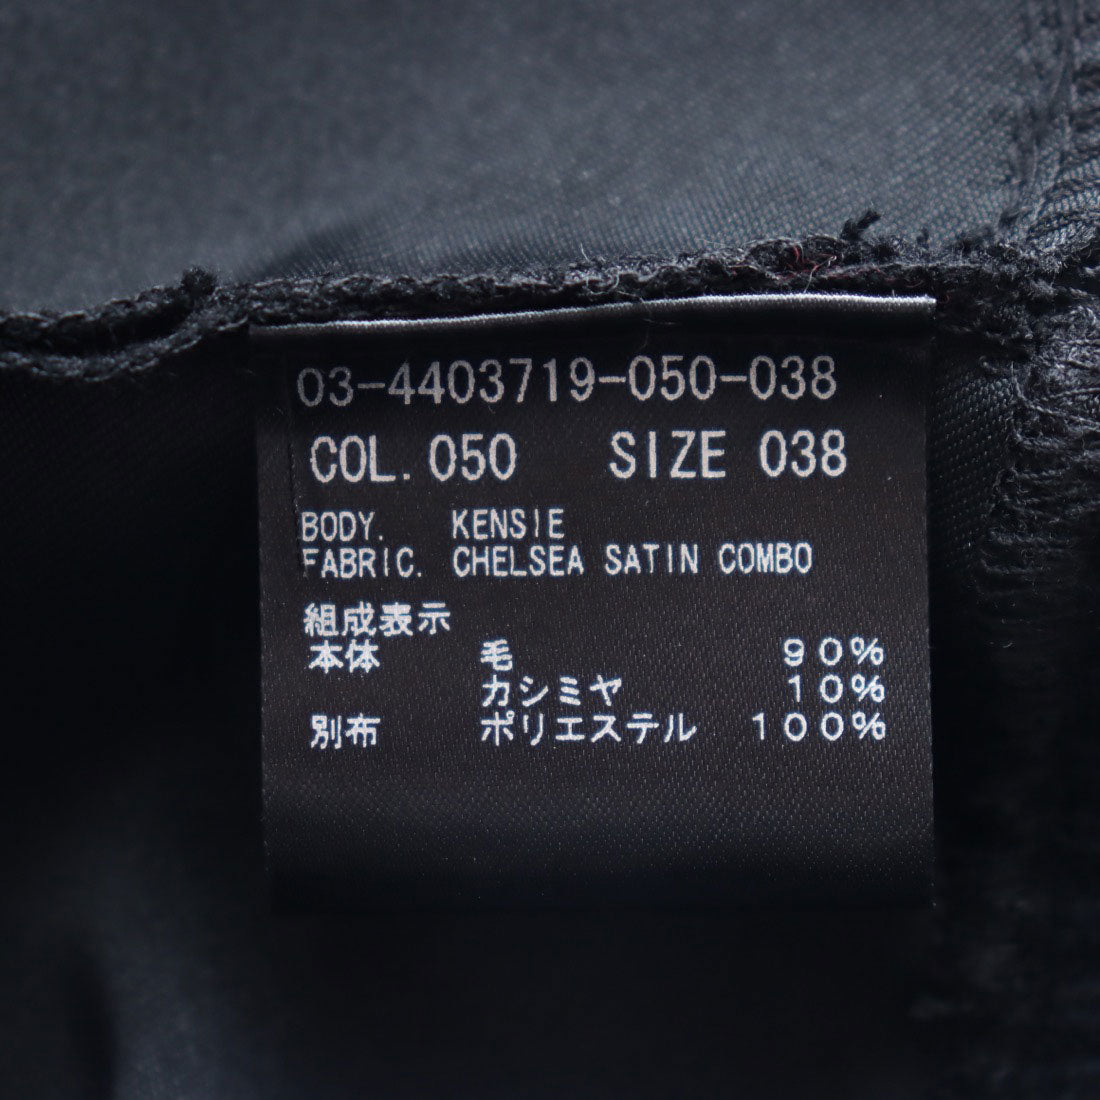 03-4403719-050-038
COL. 050 SIZE 038
BODY. KENSIE
FABRIC. CHELSEA SATIN COMBO
組成表示
本体 毛 90%
カシミヤ 10%
別布 ポリエステル 100%